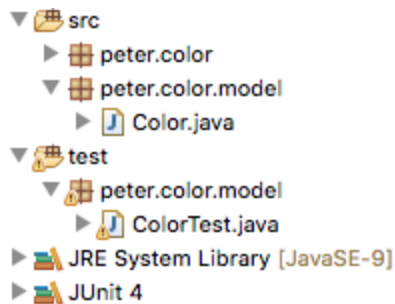 src
peter.color
peter.color.model
Color.java
test
peter.color.model
ColorTest.java
JRE System Library [JavaSE-9]
JUnit 4